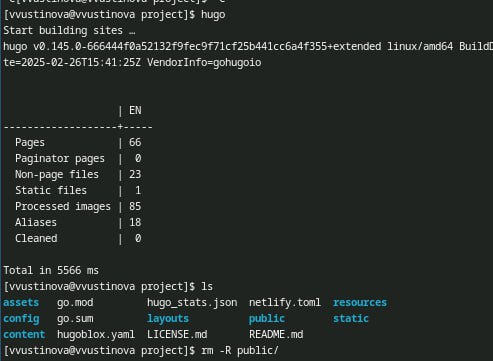 [vvustinova@vvustinova project]$ hugo
Start building sites …
hugo v0.145.0-666444f0a52132f9fec9f71cf25b441cc6a4f355+extended linux/amd64 BuildD
te=2025-02-26T15:41:25Z VendorInfo=gohugoio
| EN
-------------------+-----
Pages | 66
Paginator pages | 0
Non-page files | 23
Static files | 1
Processed images | 85
Aliases | 18
Cleaned | 0
Total in 5566 ms
[vvustinova@vvustinova project]$ ls
assets go.mod hugo_stats.json netlify.toml resources
config go.sum layouts public static
content hugoblox.yaml LICENSE.md README.md
[vvustinova@vvustinova project]$ rm -R public/